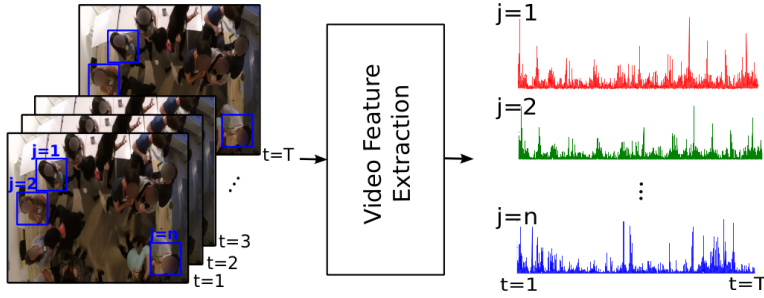 j=1
j=2
j=n
t=1
t=2
t=3
t=T
Video Feature
Extraction
j=1
j=2
j=n
t=1
t=T